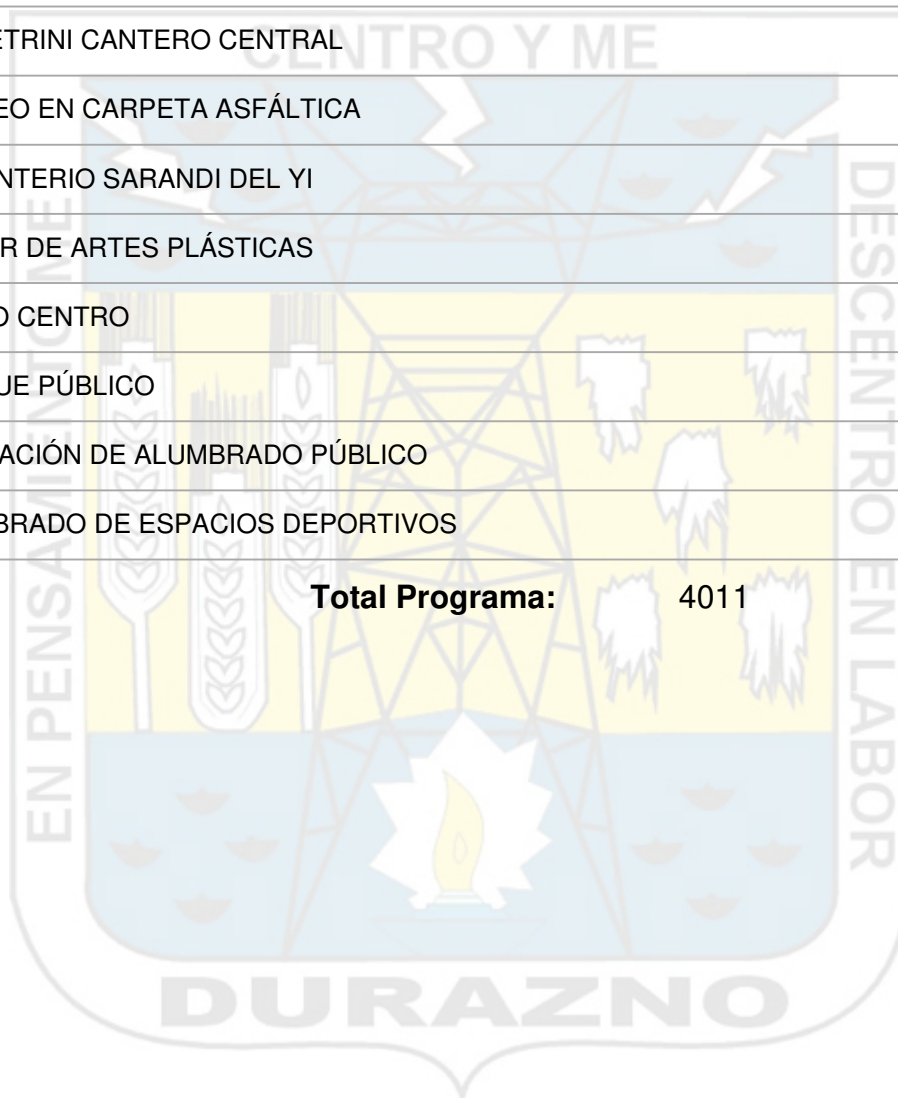 CENTRO Y ME
ETRINI CANTERO CENTRAL
EO EN CARPETA ASFÁLTICA
NTERIO SARANDI DEL YI
R DE ARTES PLÁSTICAS
O CENTRO
UE PÚBLICO
ACIÓN DE ALUMBRADO PÚBLICO
BRADO DE ESPACIOS DEPORTIVOS
Total Programa: 4011
EN PENSAMIENTO ME
DESCENTRO EN LABOR
DURAZNO